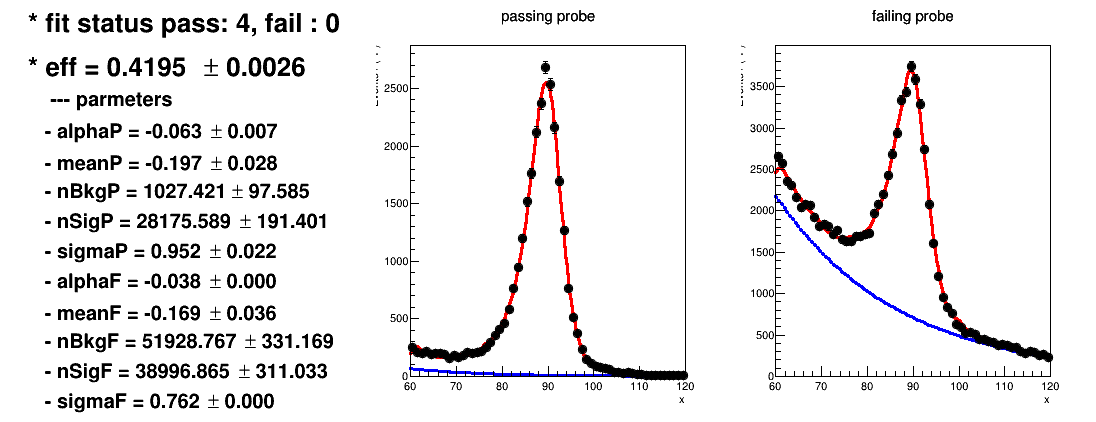 * fit status pass: 4, fail : 0
* eff = 0.4195 ± 0.0026
--- parmeters
- alphaP = -0.063 ± 0.007
- meanP = -0.197 ± 0.028
- nBkgP = 1027.421 ± 97.585
- nSigP = 28175.589 ± 191.401
- sigmaP = 0.952 ± 0.022
- alphaF = -0.038 ± 0.000
- meanF = -0.169 ± 0.036
- nBkgF = 51928.767 ± 331.169
- nSigF = 38996.865 ± 311.033
- sigmaF = 0.762 ± 0.000
passing probe
2500
2000
1500
1000
500
0
60 70 80 90 100 110 120
x
failing probe
3500
3000
2500
2000
1500
1000
500
0
60 70 80 90 100 110 120
x